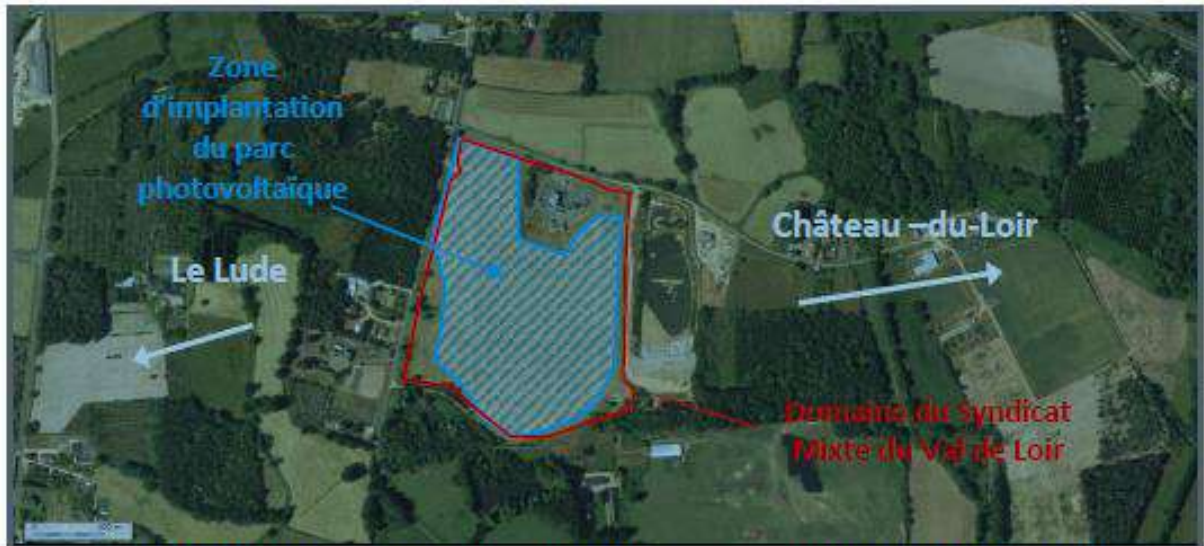 Zone
d'implantation
du parc
photovoltaïque
Le Lude
Château –du-Loir
Domaine du Syndicat
Mixte du Val de Loir